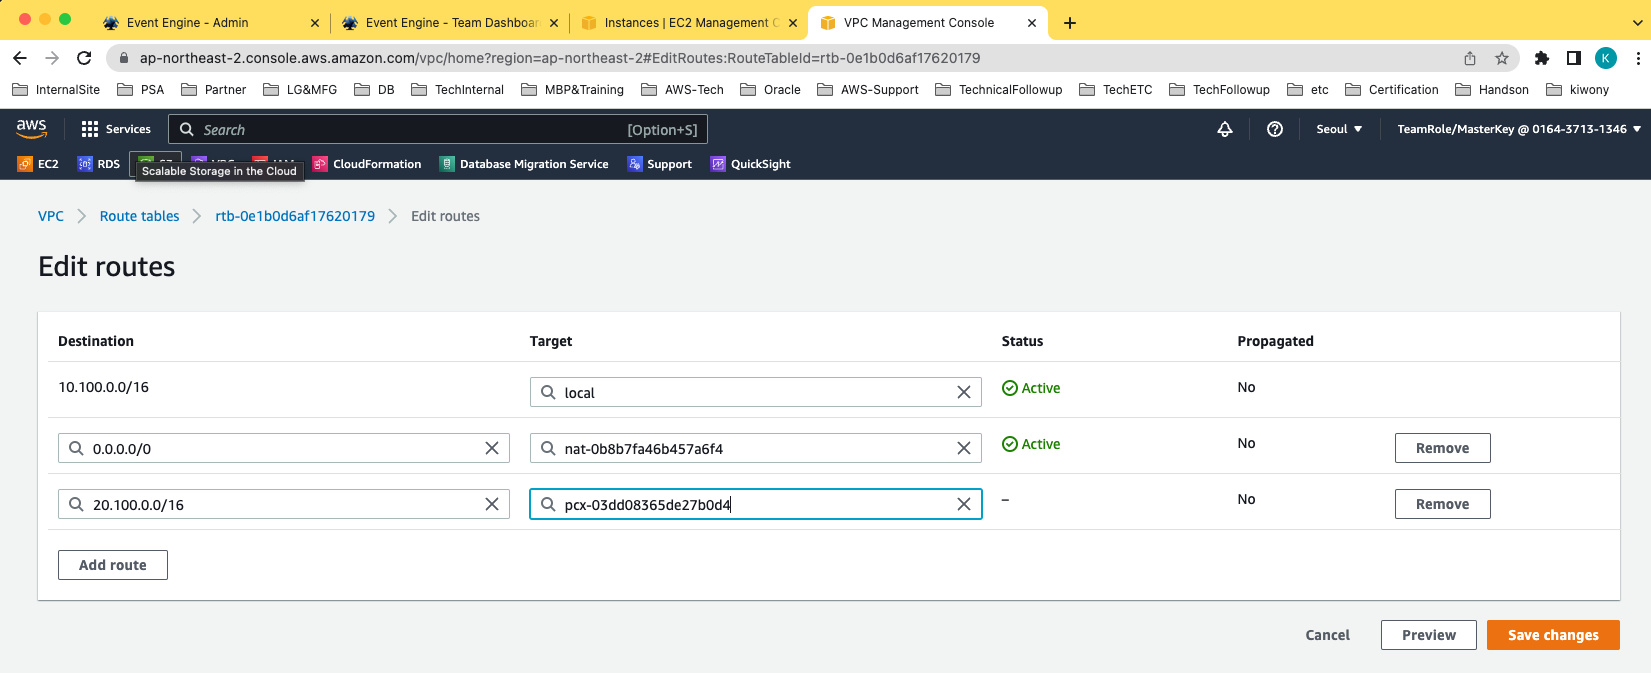 Event Engine - Admin
Event Engine - Team Dashboar
Instances | EC2 Management C
VPC Management Console
ap-northeast-2.console.aws.amazon.com/vpc/home?region=ap-northeast-2#EditRoutes:RouteTableId=rtb-0e1b0d6af17620179
K
InternalSite PSA Partner LG&MFG DB TechInternal MBP&Training AWS-Tech Oracle AWS-Support TechnicalFollowup TechETC TechFollowup etc Certification Handson kiwony
aws Services Search [Option+S] Seoul TeamRole/MasterKey @ 0164-3713-1346
EC2 RDS CloudFormation Database Migration Service Support QuickSight
Scalable Storage in the Cloud
VPC Route tables rtb-0e1b0d6af17620179 Edit routes
Edit routes
Destination Target Status Propagated
10.100.0.0/16 local Active No
0.0.0.0/0 nat-0b8b7fa46b457a6f4 Active No Remove
20.100.0.0/16 pcx-03dd08365de27b0d4 – No Remove
Add route
Cancel Preview Save changes